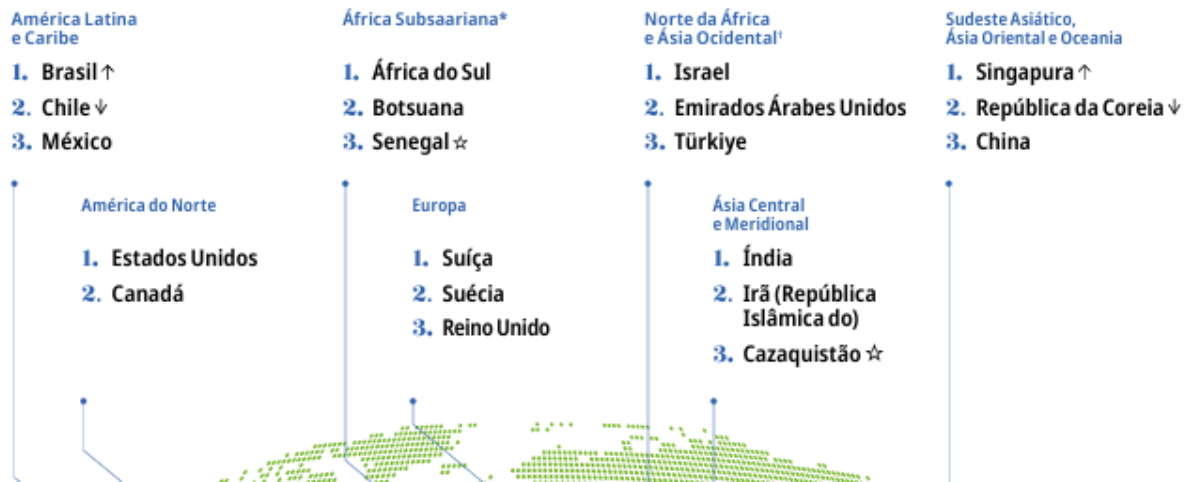 América Latina
e Caribe
1. Brasil ↑
2. Chile ↓
3. México
África Subsaariana*
1. África do Sul
2. Botsuana
3. Senegal ☆
Norte da África
e Ásia Ocidental†
1. Israel
2. Emirados Árabes Unidos
3. Türkiye
Sudeste Asiático,
Ásia Oriental e Oceania
1. Singapura ↑
2. República da Coreia ↓
3. China
América do Norte
1. Estados Unidos
2. Canadá
Europa
1. Suíça
2. Suécia
3. Reino Unido
Ásia Central
e Meridional
1. Índia
2. Irã (República
Islâmica do)
3. Cazaquistão ☆